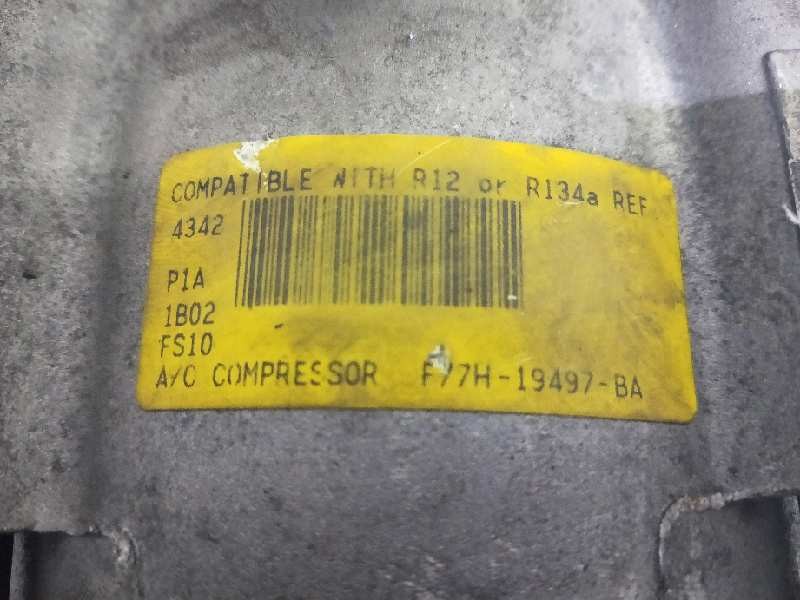 COMPATIBLE WITH R12 or R134a REF
4342
P1A
1B02
FS10
A/C COMPRESSOR F77H-19497-BA